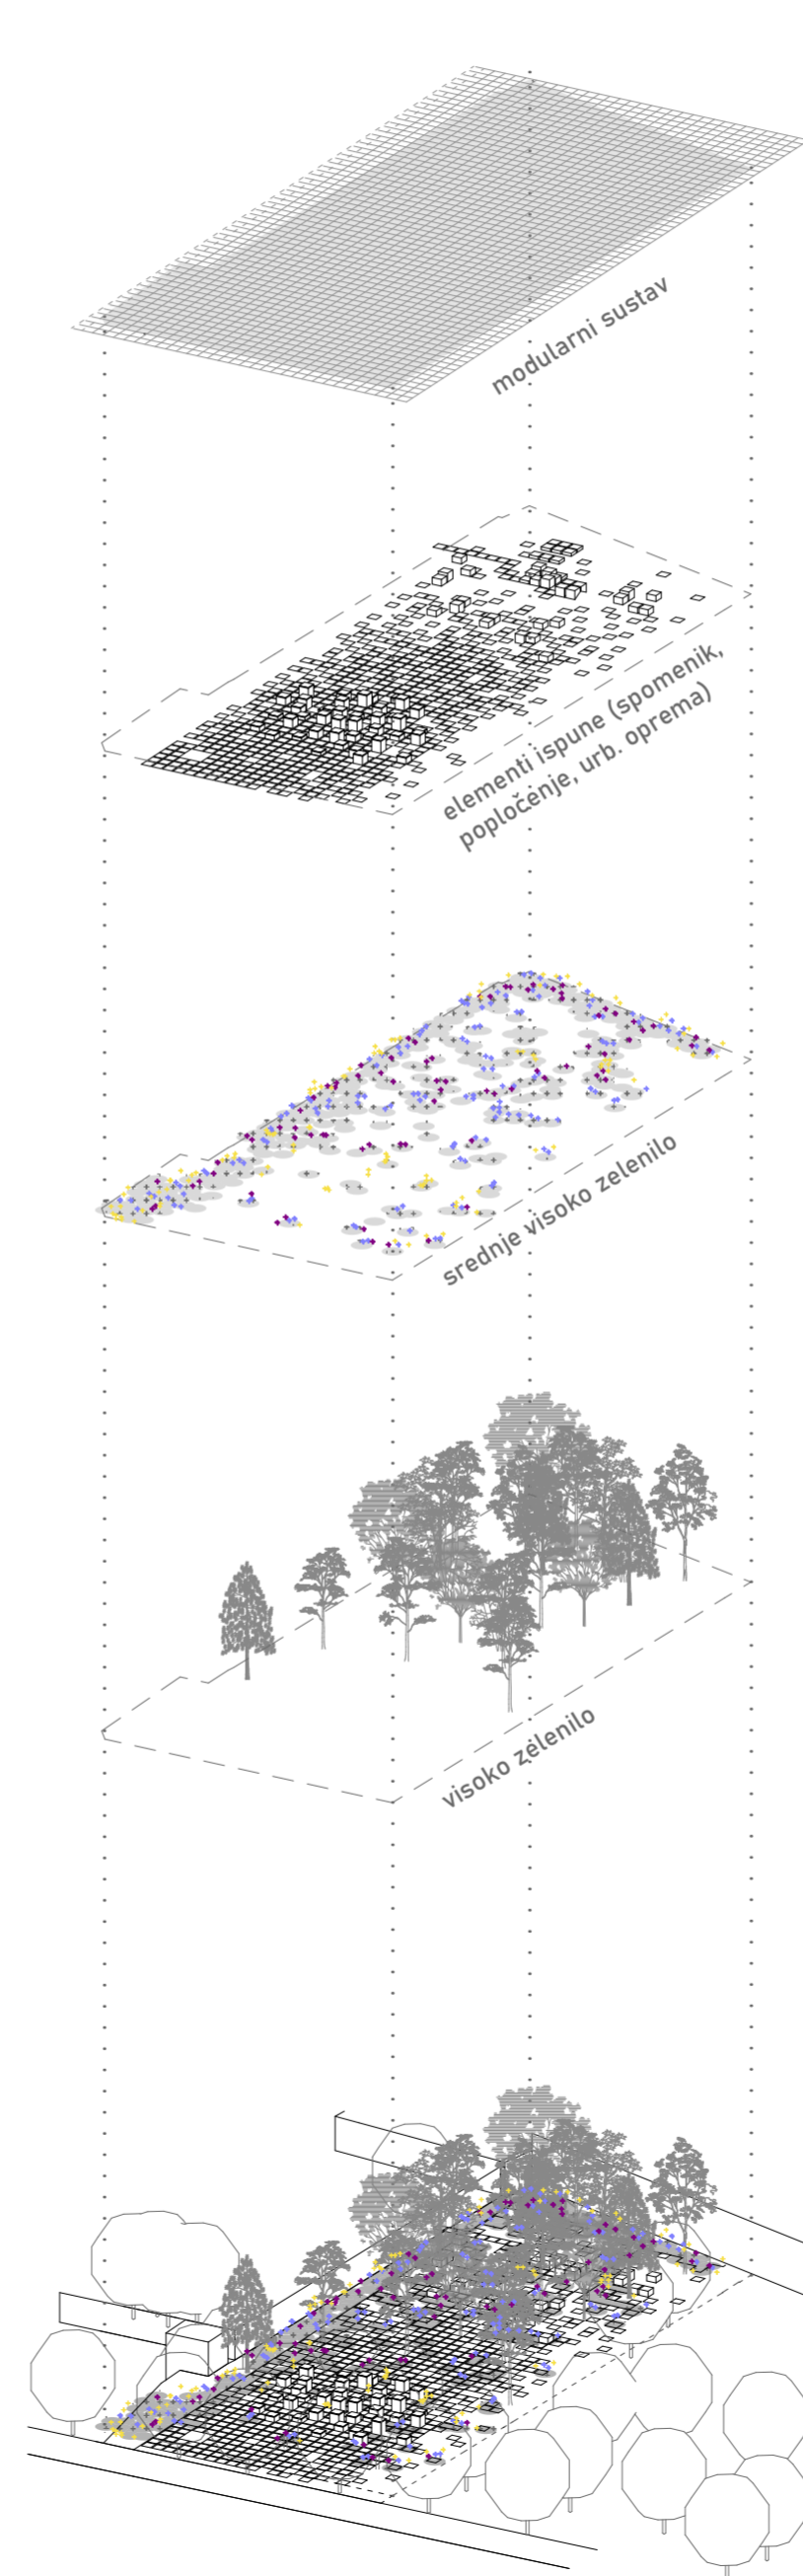 modularni sustav
elementi ispune (spomenik,
popločenje, urb. oprema)
srednje visoko zelenilo
visoko zelenilo